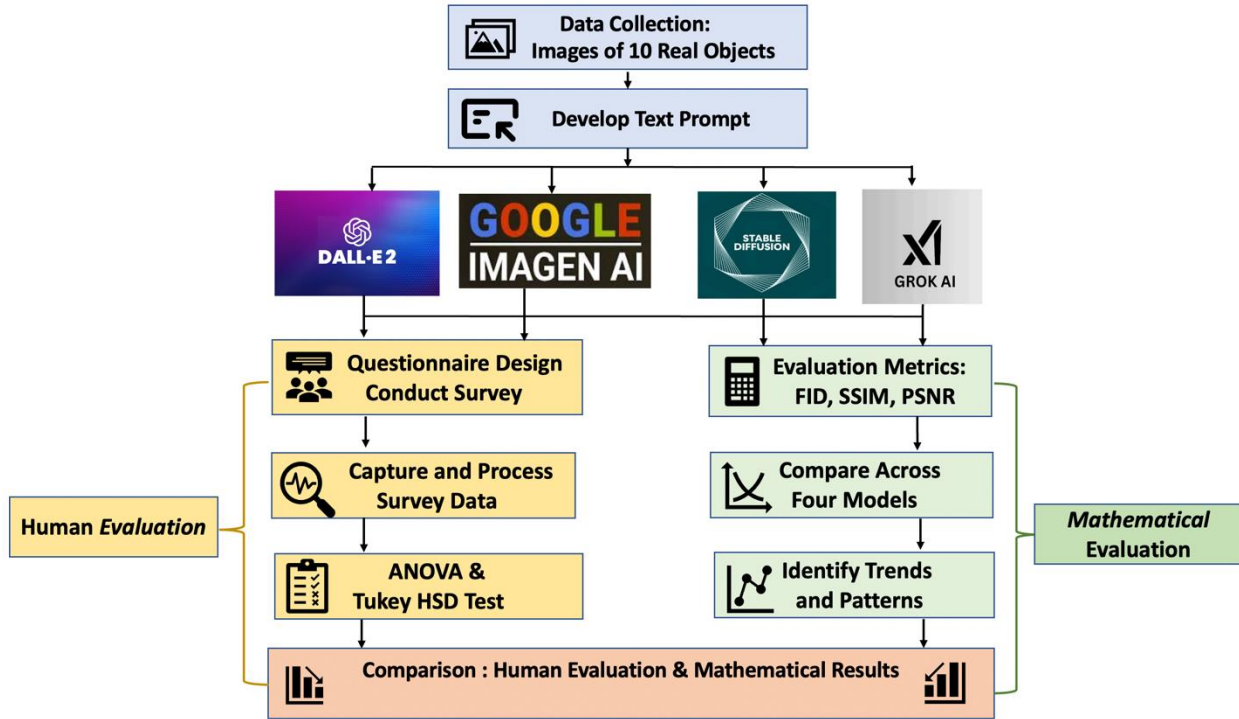 Data Collection:
Images of 10 Real Objects
Develop Text Prompt
DALL·E 2
GOOGLE
IMAGEN AI
STABLE
DIFFUSION
GROK AI
Questionnaire Design
Conduct Survey
Evaluation Metrics:
FID, SSIM, PSNR
Capture and Process
Survey Data
Compare Across
Four Models
Human Evaluation
Mathematical
Evaluation
ANOVA &
Tukey HSD Test
Identify Trends
and Patterns
Comparison : Human Evaluation & Mathematical Results